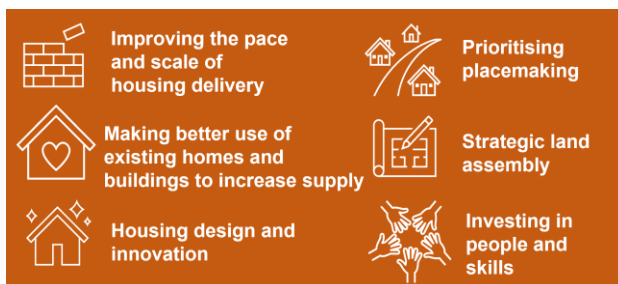 Improving the pace
and scale of
housing delivery
Prioritising
placemaking
Making better use of
existing homes and
buildings to increase supply
Strategic land
assembly
Housing design and
innovation
Investing in
people and
skills